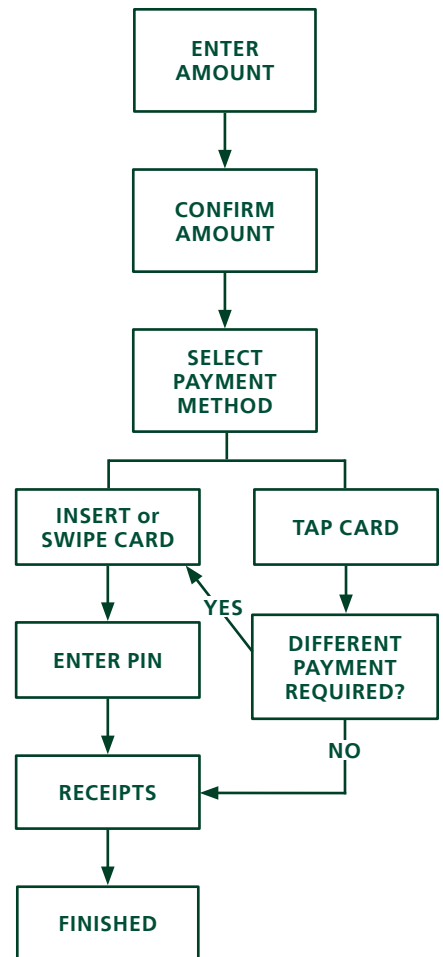 ENTER
AMOUNT
CONFIRM
AMOUNT
SELECT
PAYMENT
METHOD
INSERT or
SWIPE CARD
TAP CARD
YES
ENTER PIN
DIFFERENT
PAYMENT
REQUIRED?
NO
RECEIPTS
FINISHED